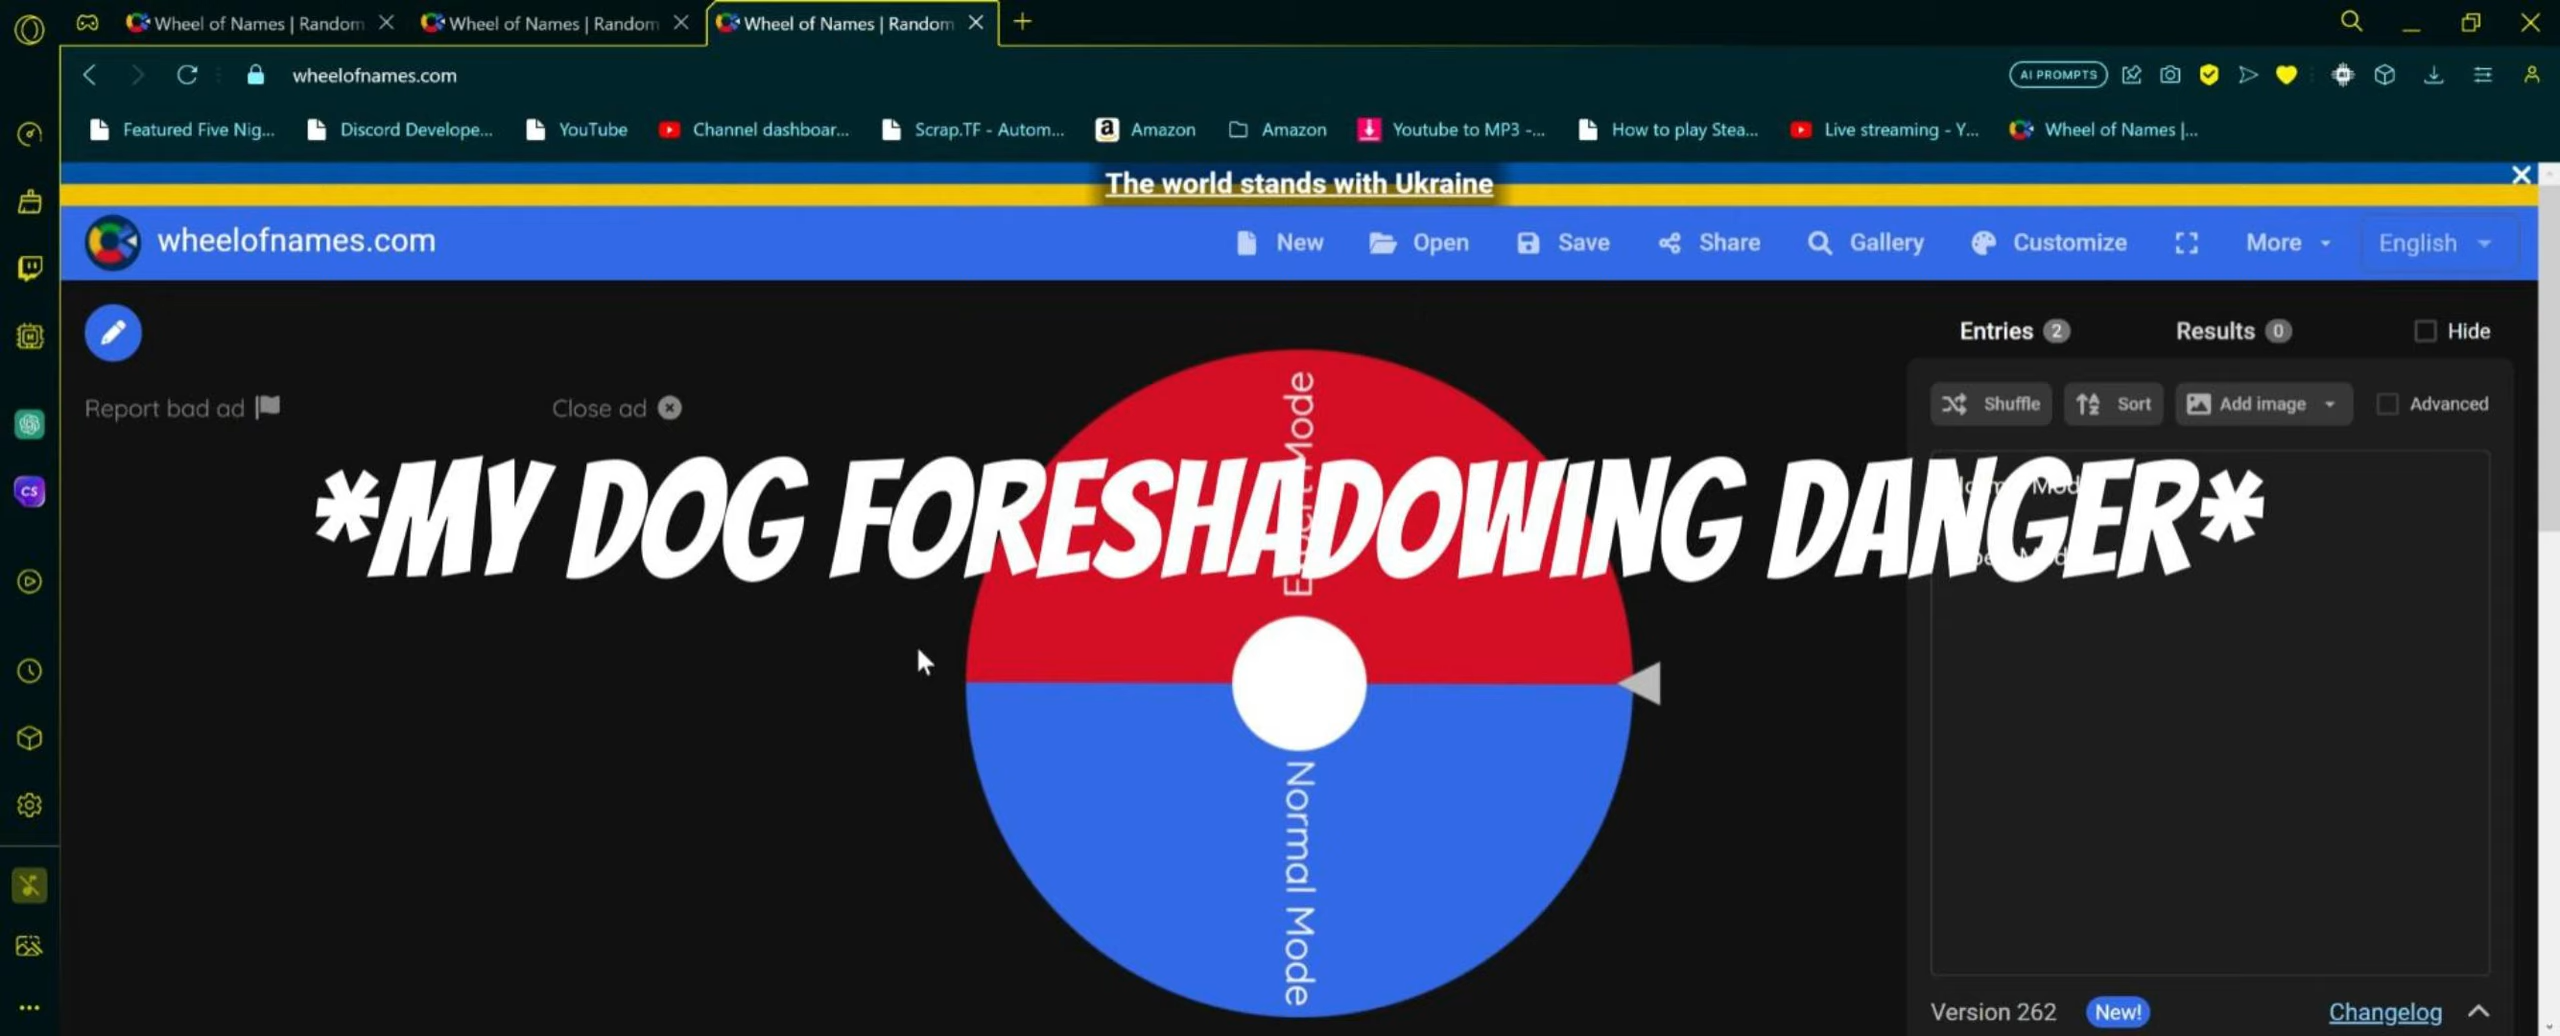 Wheel of Names | Random
Wheel of Names | Random
Wheel of Names | Random
wheelofnames.com
AI PROMPTS
Featured Five Nig...
Discord Develope...
YouTube
Channel dashboar...
Scrap.TF - Autom...
Amazon
Amazon
Youtube to MP3 -...
How to play Stea...
Live streaming - Y...
Wheel of Names |...
The world stands with Ukraine
wheelofnames.com
New
Open
Save
Share
Gallery
Customize
More
English
Entries 2
Results 0
Hide
Report bad ad
Close ad
Shuffle
Sort
Add image
Advanced
*MY DOG FORESHADOWING DANGER*
Mode
Normal Mode
CS
Version 262
New!
Changelog